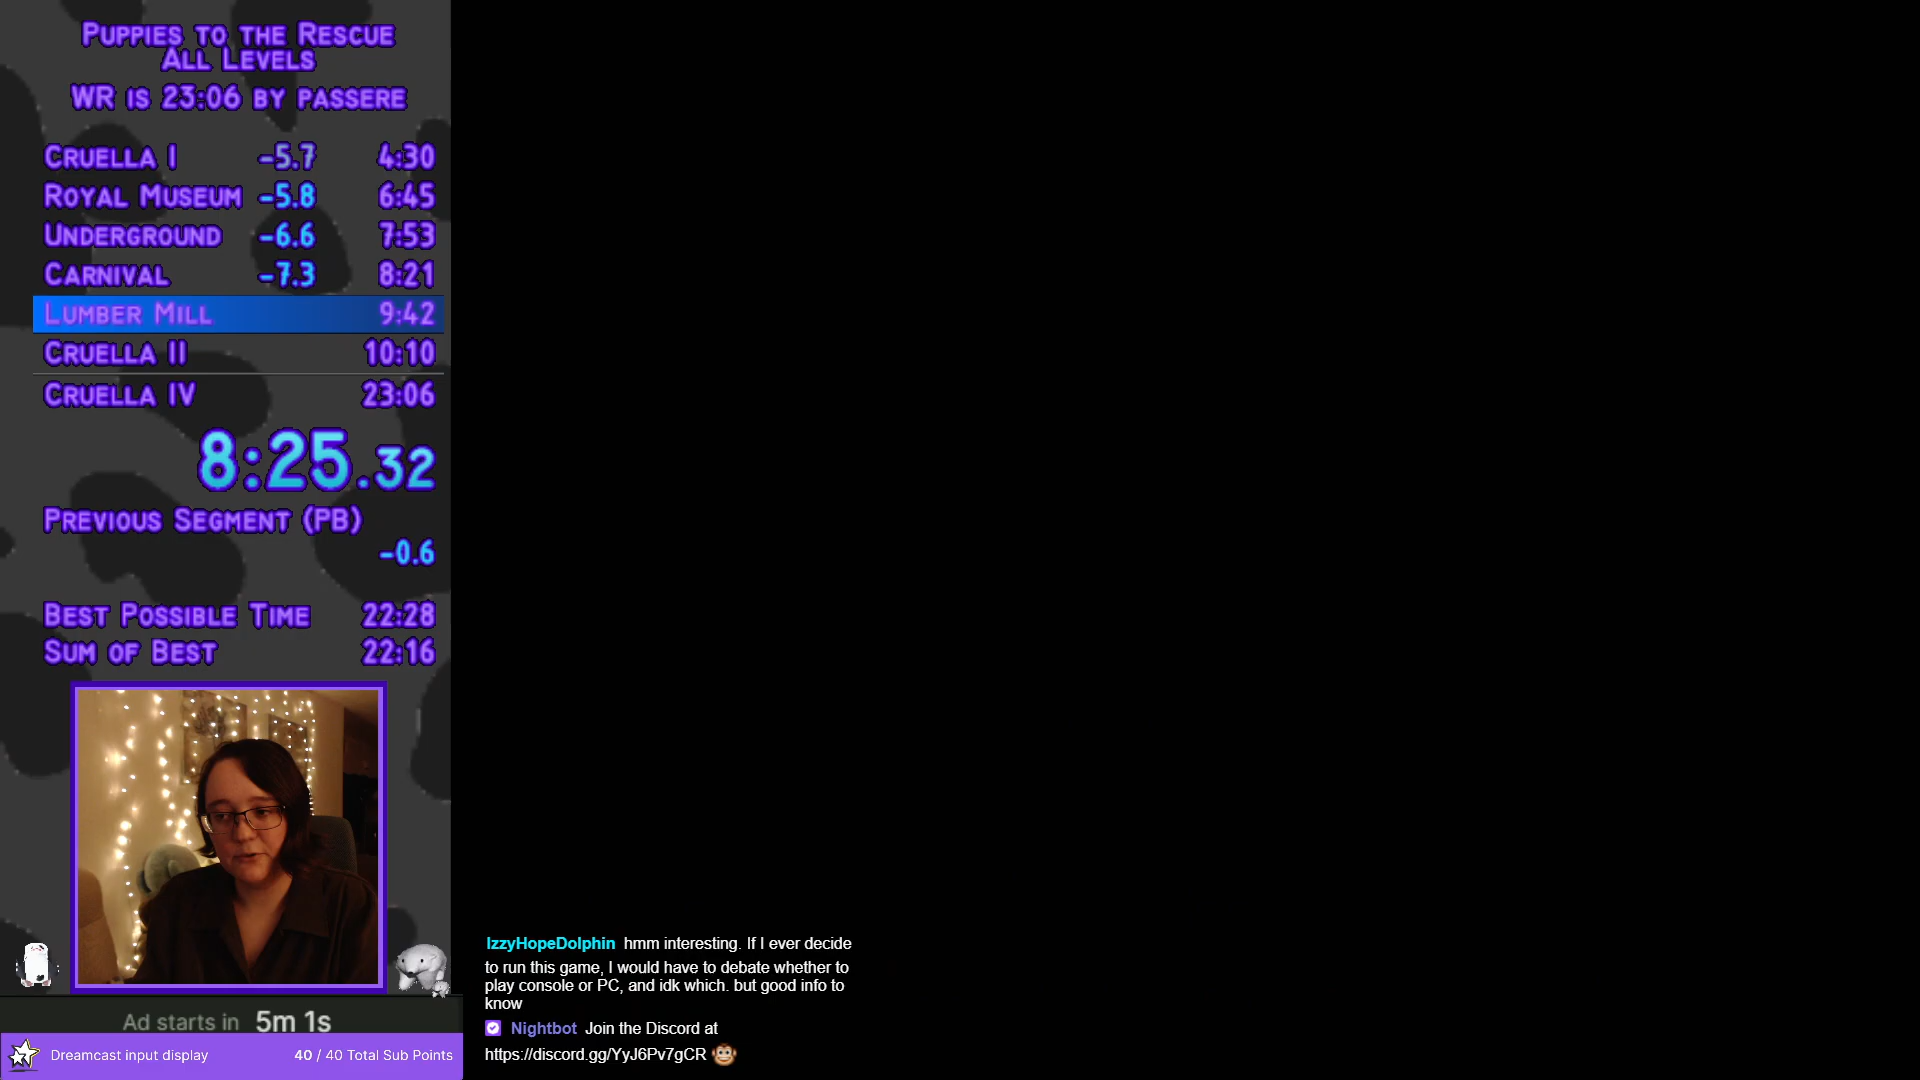 Puppies to the Rescue
All Levels
WR is 23:06 by passere
Cruella I -5.7 4:30
Royal Museum -5.8 6:45
Underground -6.6 7:53
Carnival -7.3 8:21
Lumber Mill 9:42
Cruella II 10:10
Cruella IV 23:06
8:25.32
Previous Segment (PB)
-0.6
Best Possible Time 22:28
Sum of Best 22:16
Ad starts in 5m 1s
Dreamcast input display 40 / 40 Total Sub Points
IzzyHopeDolphin hmm interesting. If I ever decide
to run this game, I would have to debate whether to
play console or PC, and idk which. but good info to
know
Nightbot Join the Discord at
https://discord.gg/YyJ6Pv7gCR